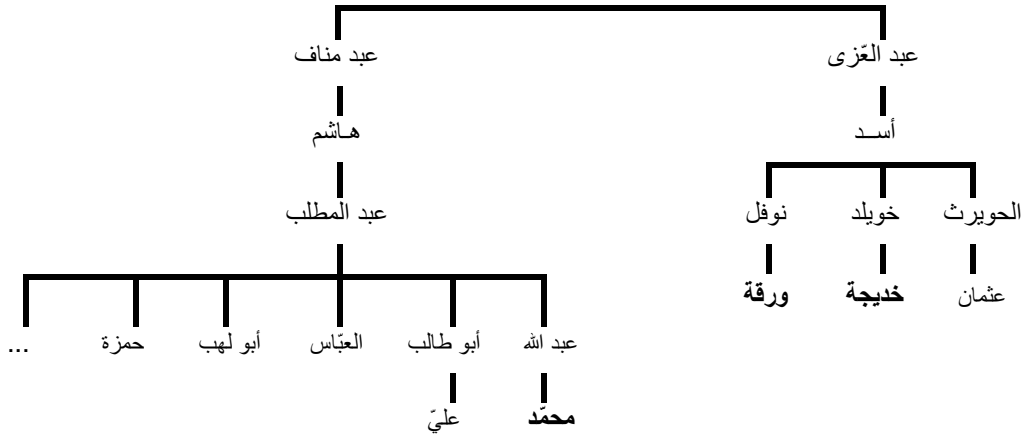 عبد العّزى
عبد مناف
أســد
هـاشم
الحويرث
خويلد
نوفل
عبد المطلب
عثمان
خديجة
ورقة
عبد الله
أبو طالب
العبّاس
أبو لهب
حمزة
...
محمّد
عليّ